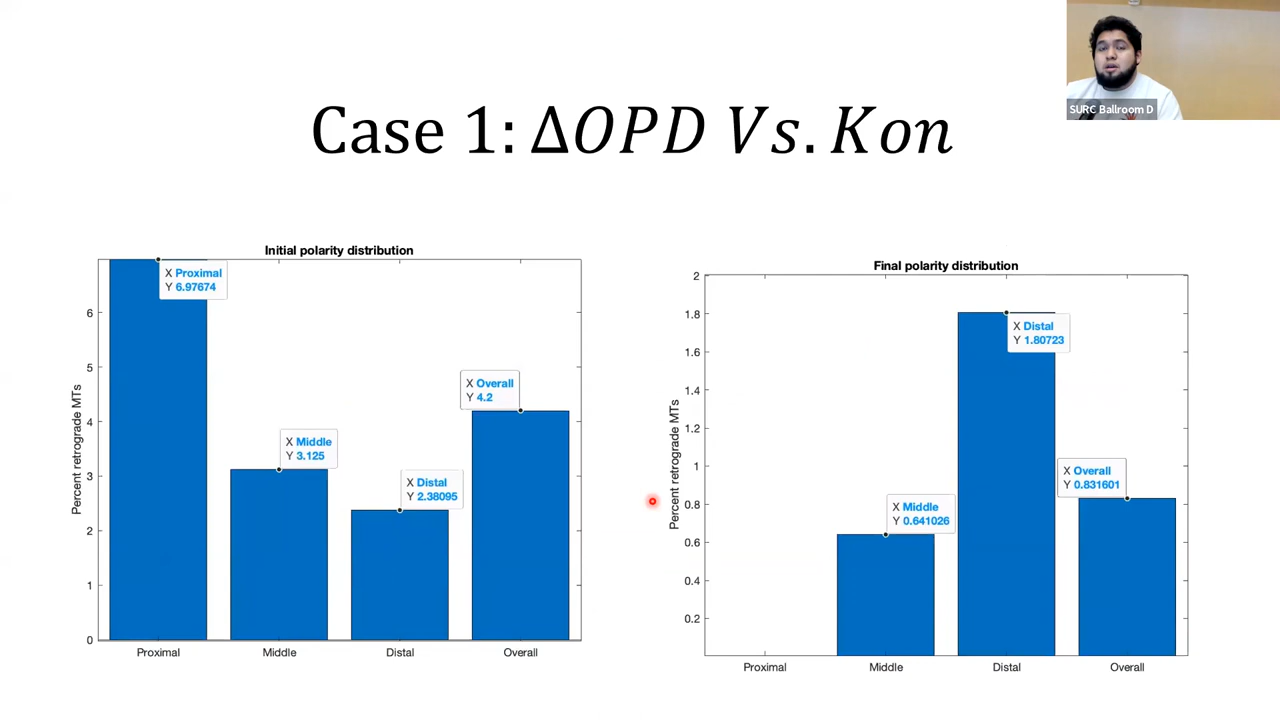 SURC Ballroom D
Case 1: ΔOPD Vs. Kon
Initial polarity distribution
Percent retrograde MTs
6
5
4
3
2
1
0
X Proximal
Y 6.97674
X Middle
Y 3.125
X Distal
Y 2.38095
X Overall
Y 4.2
Proximal Middle Distal Overall
Final polarity distribution
Percent retrograde MTs
2
1.8
1.6
1.4
1.2
1
0.8
0.6
0.4
0.2
X Middle
Y 0.641026
X Distal
Y 1.80723
X Overall
Y 0.831601
Proximal Middle Distal Overall